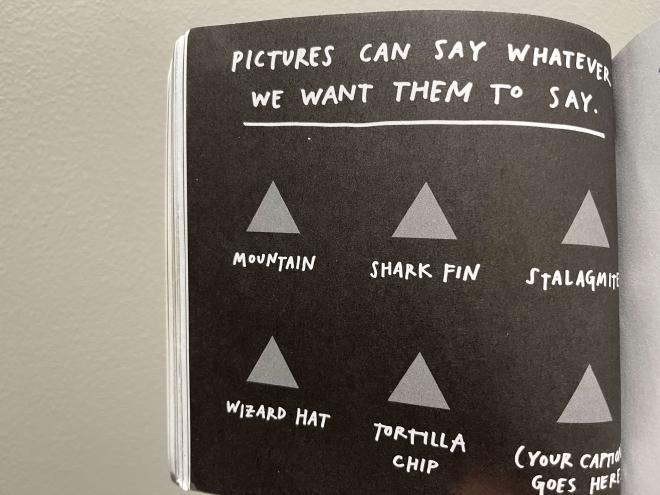 PICTURES CAN SAY WHATEVER
WE WANT THEM TO SAY.
MOUNTAIN
SHARK FIN
STALAGMITE
WIZARD HAT
TORTILLA
CHIP
(YOUR CAPTION
GOES HERE